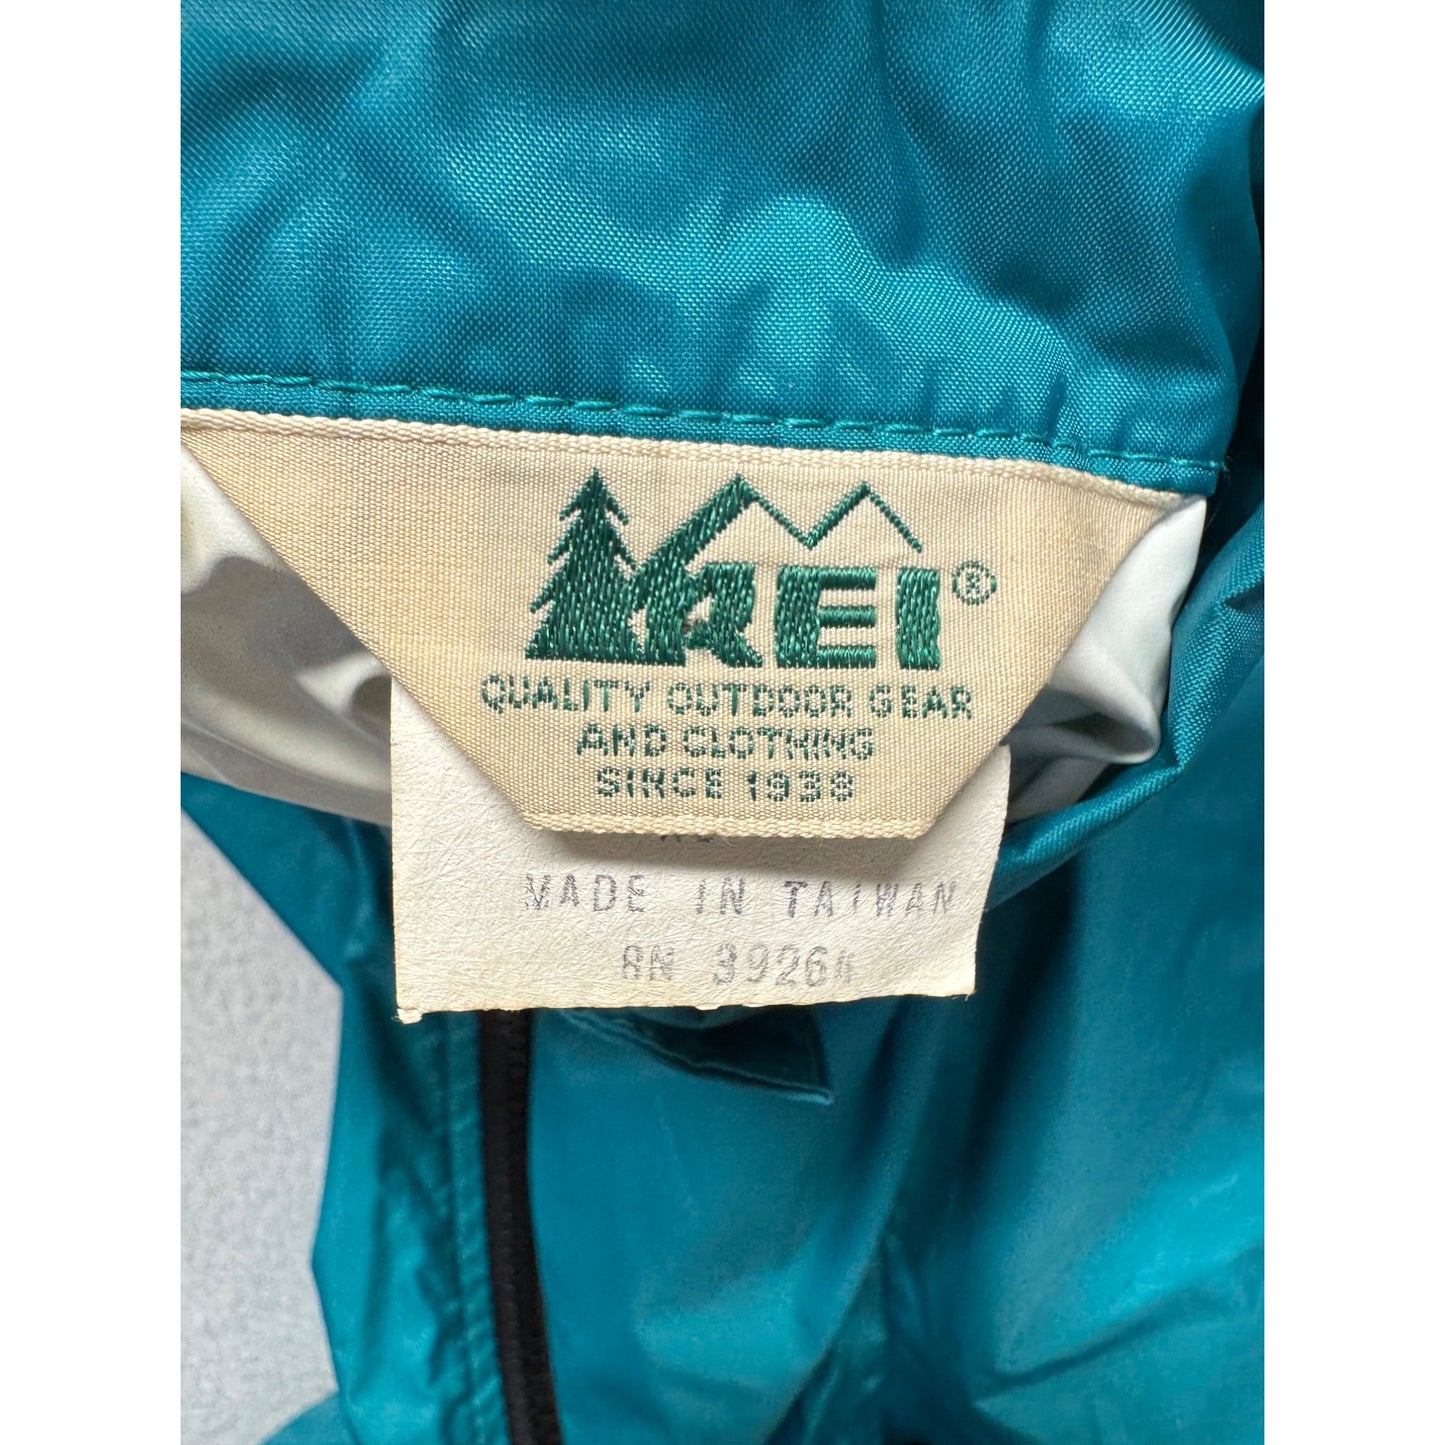 REI®
QUALITY OUTDOOR GEAR
AND CLOTHING
SINCE 1938
MADE IN TAIWAN
RN 39264